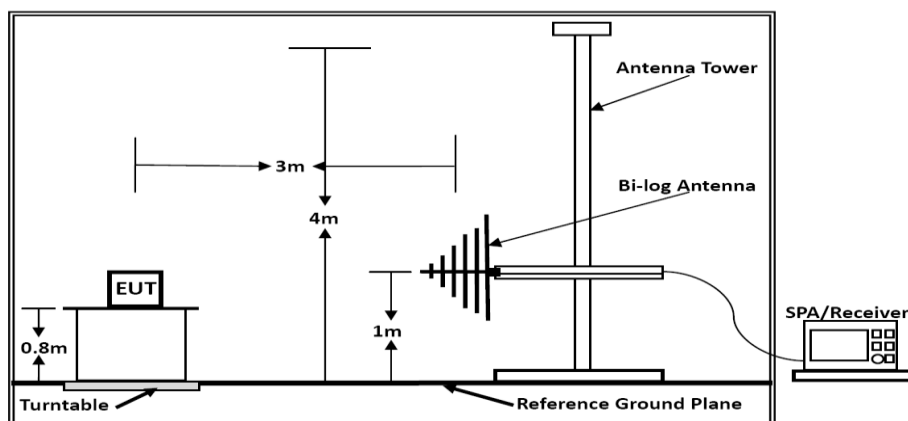 Antenna Tower
3m
Bi-log Antenna
4m
EUT
SPA/Receiver
1m
0.8m
Turntable
Reference Ground Plane